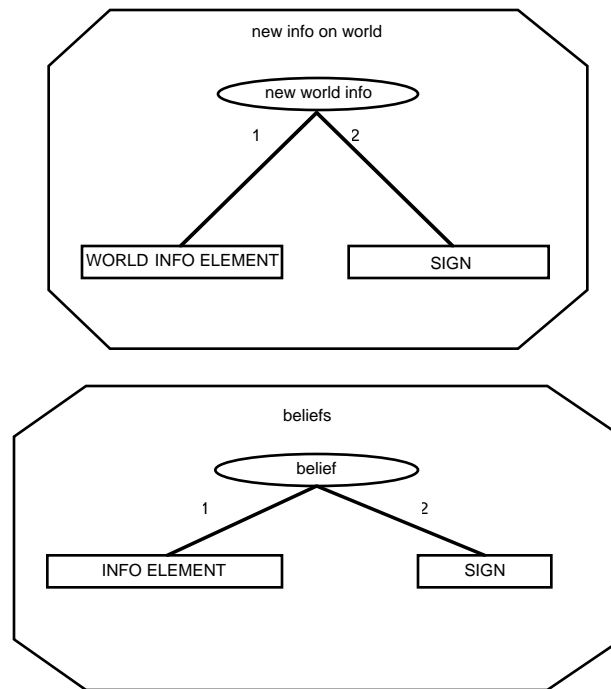 new info on world
new world info
1 2
WORLD INFO ELEMENT SIGN
beliefs
belief
1 2
INFO ELEMENT SIGN